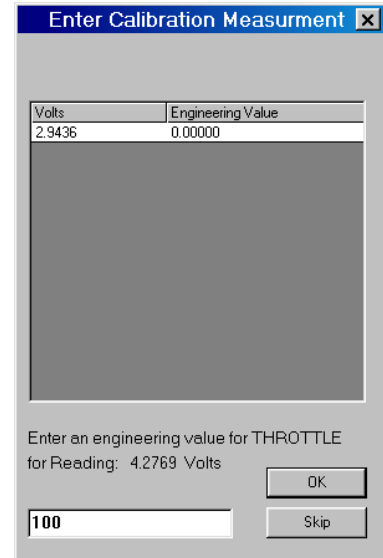 Enter Calibration Measurment
Volts Engineering Value
2.9436 0.00000
Enter an engineering value for THROTTLE
for Reading: 4.2769 Volts
OK
100 Skip